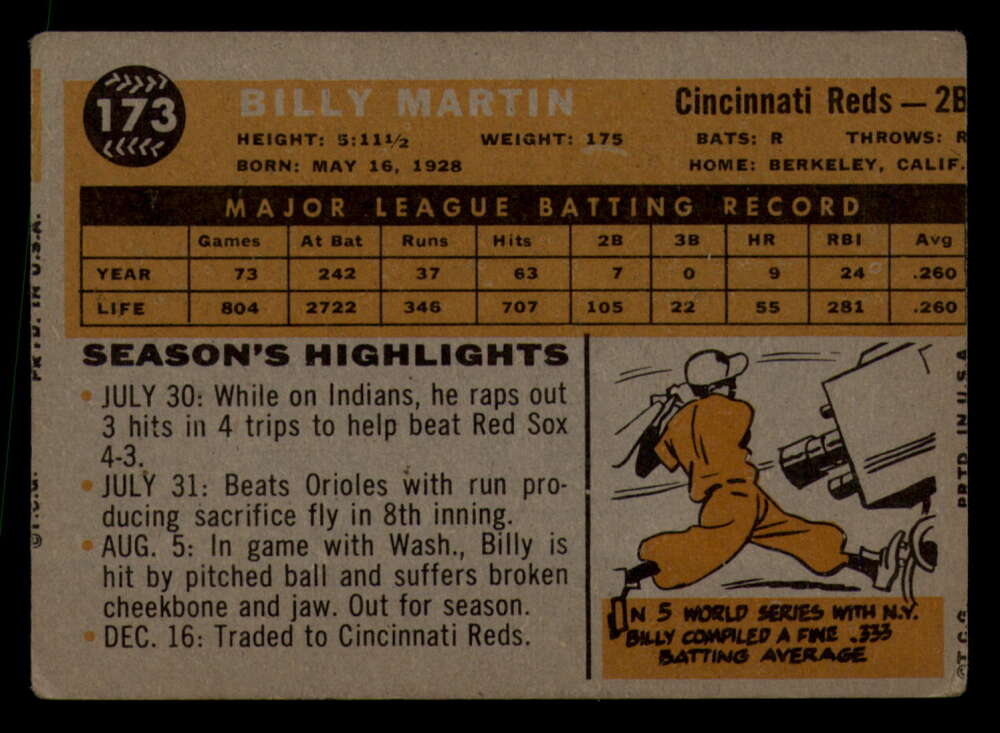 173
BILLY MARTIN
Cincinnati Reds — 2B
HEIGHT: 5:11½ WEIGHT: 175 BATS: R THROWS: R
BORN: MAY 16, 1928 HOME: BERKELEY, CALIF.
MAJOR LEAGUE BATTING RECORD
Games At Bat Runs Hits 2B 3B HR RBI Avg
YEAR 73 242 37 63 7 0 9 24 .260
LIFE 804 2722 346 707 105 22 55 281 .260
SEASON'S HIGHLIGHTS
• JULY 30: While on Indians, he raps out
3 hits in 4 trips to help beat Red Sox
4-3.
• JULY 31: Beats Orioles with run pro-
ducing sacrifice fly in 8th inning.
• AUG. 5: In game with Wash., Billy is
hit by pitched ball and suffers broken
cheekbone and jaw. Out for season.
• DEC. 16: Traded to Cincinnati Reds.
IN 5 WORLD SERIES WITH N.Y.
BILLY COMPILED A FINE .333
BATTING AVERAGE
©T.C.G. PRTD. IN U.S.A.
©T.C.G. PRTD. IN U.S.A.